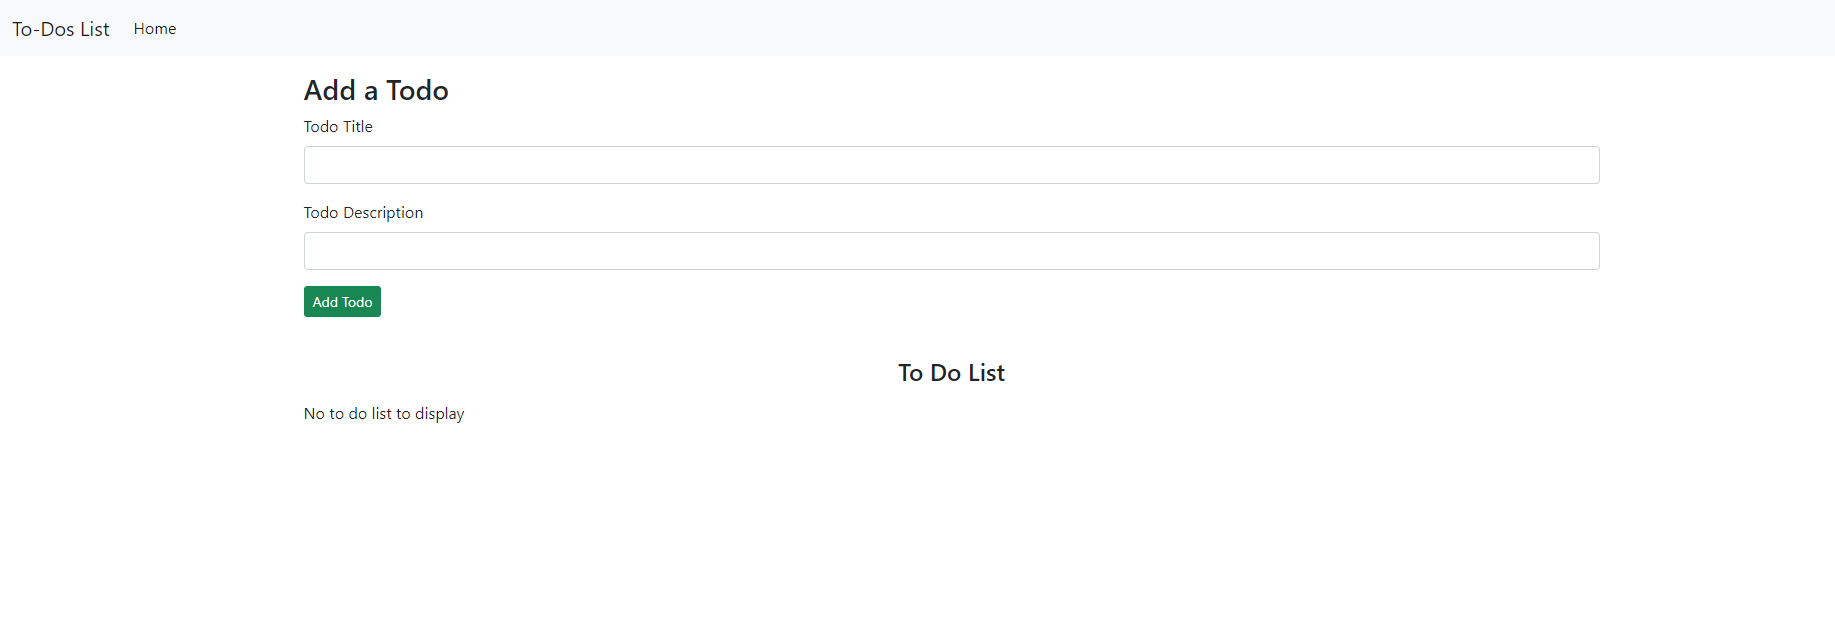 To-Dos List Home
Add a Todo
Todo Title
Todo Description
Add Todo
To Do List
No to do list to display